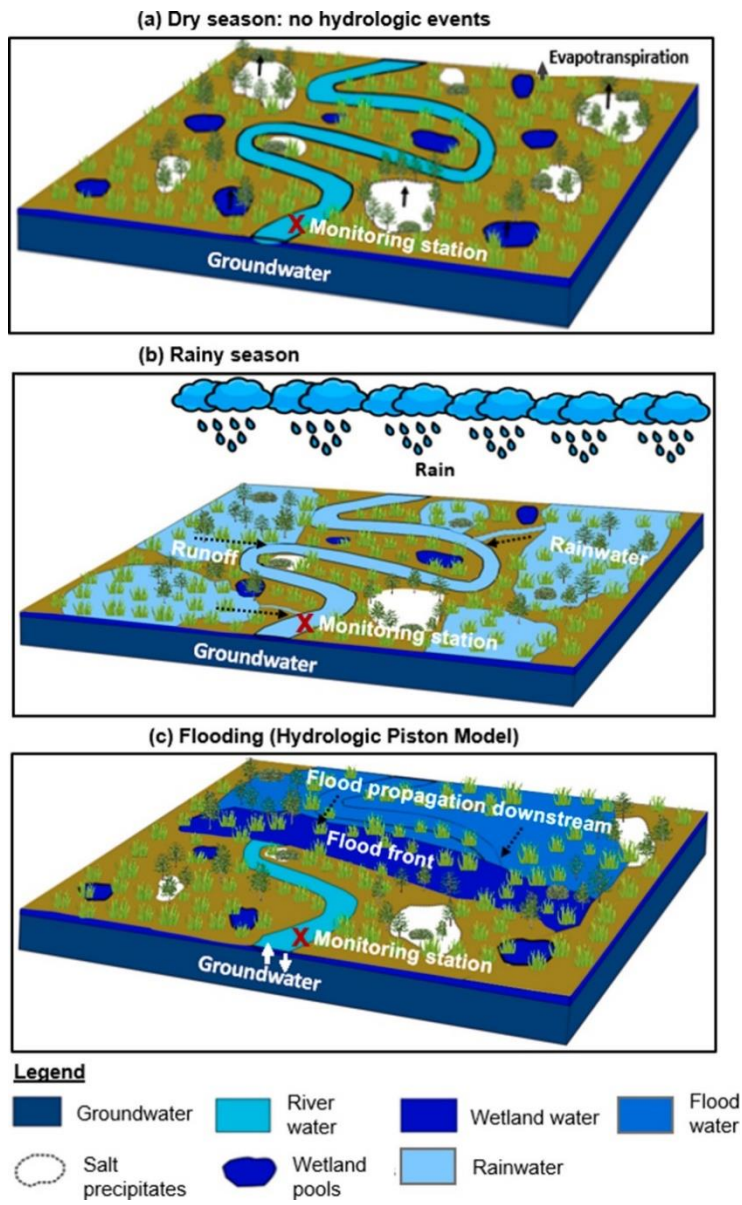 (a) Dry season: no hydrologic events
Evapotranspiration
X Monitoring station
Groundwater
(b) Rainy season
Rain
Runoff
Rainwater
X Monitoring station
Groundwater
(c) Flooding (Hydrologic Piston Model)
Flood propagation downstream
Flood front
X Monitoring station
Groundwater
Legend
Groundwater
River
water
Wetland water
Flood
water
Salt
precipitates
Wetland
pools
Rainwater